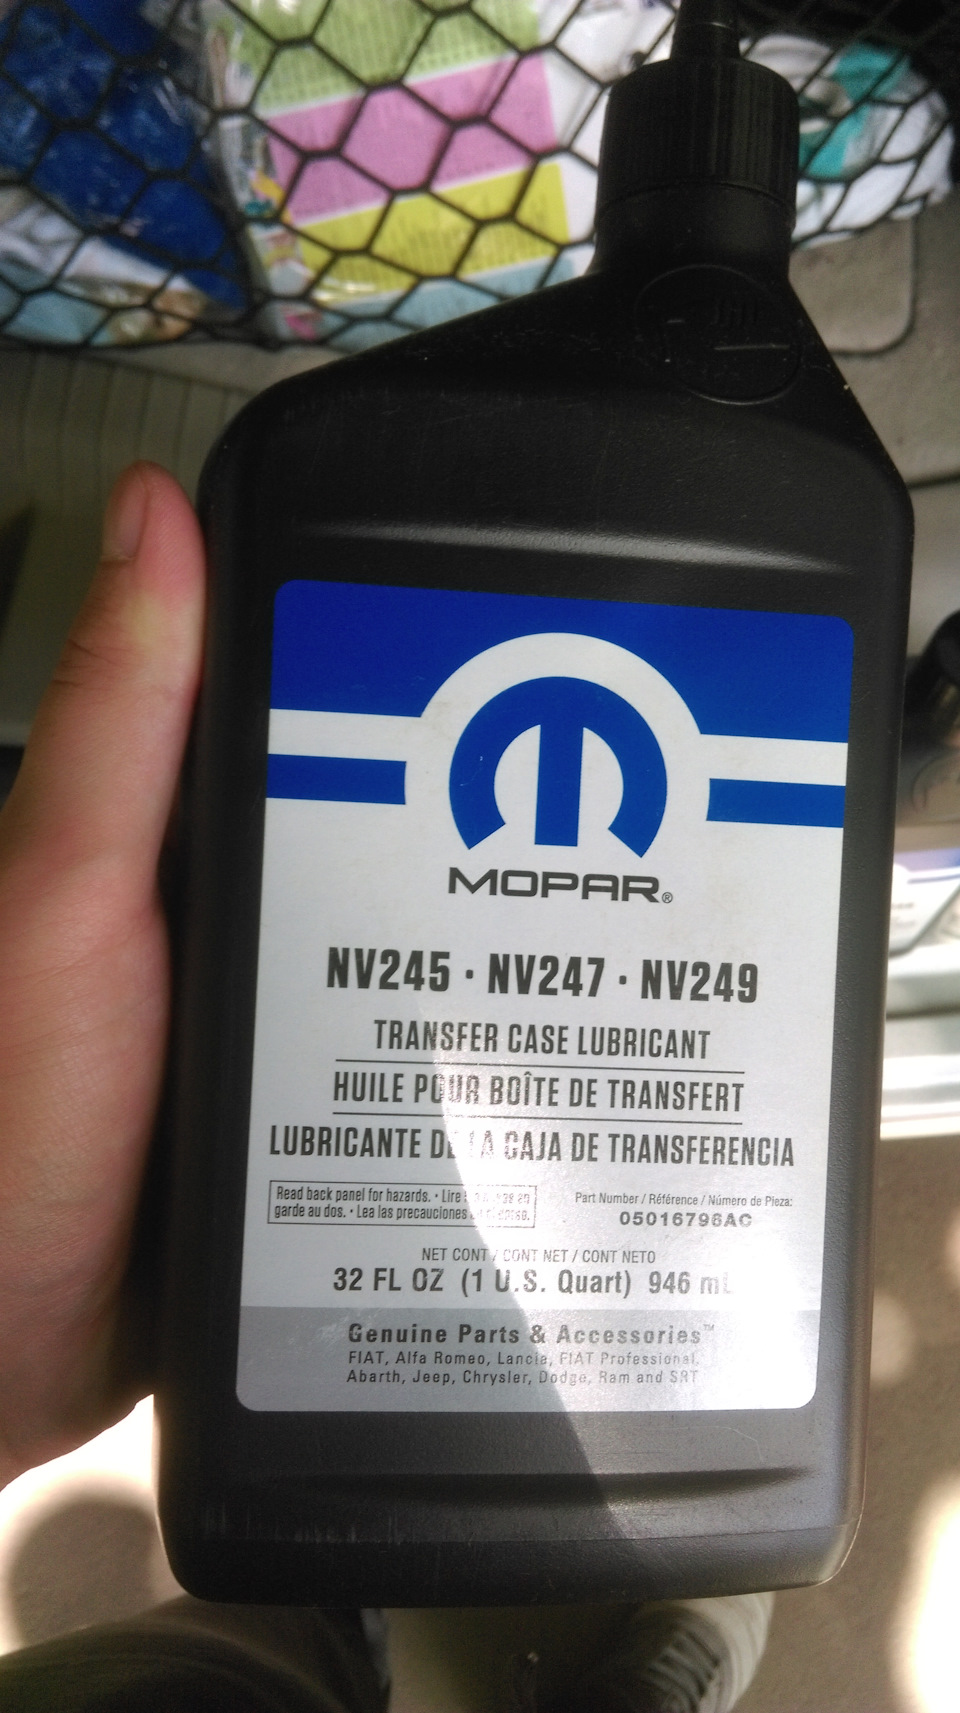 MOPAR®
NV245 · NV247 · NV249
TRANSFER CASE LUBRICANT
HUILE POUR BOÎTE DE TRANSFERT
LUBRICANTE DE LA CAJA DE TRANSFERENCIA
Read back panel for hazards. • Lire
garde au dos. • Lea las precauciones
Part Number / Référence / Número de Pieza:
05016796AC
NET CONT / CONT NET / CONT NETO
32 FL OZ (1 U.S. Quart) 946 mL
Genuine Parts & Accessories™
FIAT, Alfa Romeo, Lancia, FIAT Professional,
Abarth, Jeep, Chrysler, Dodge, Ram and SRT